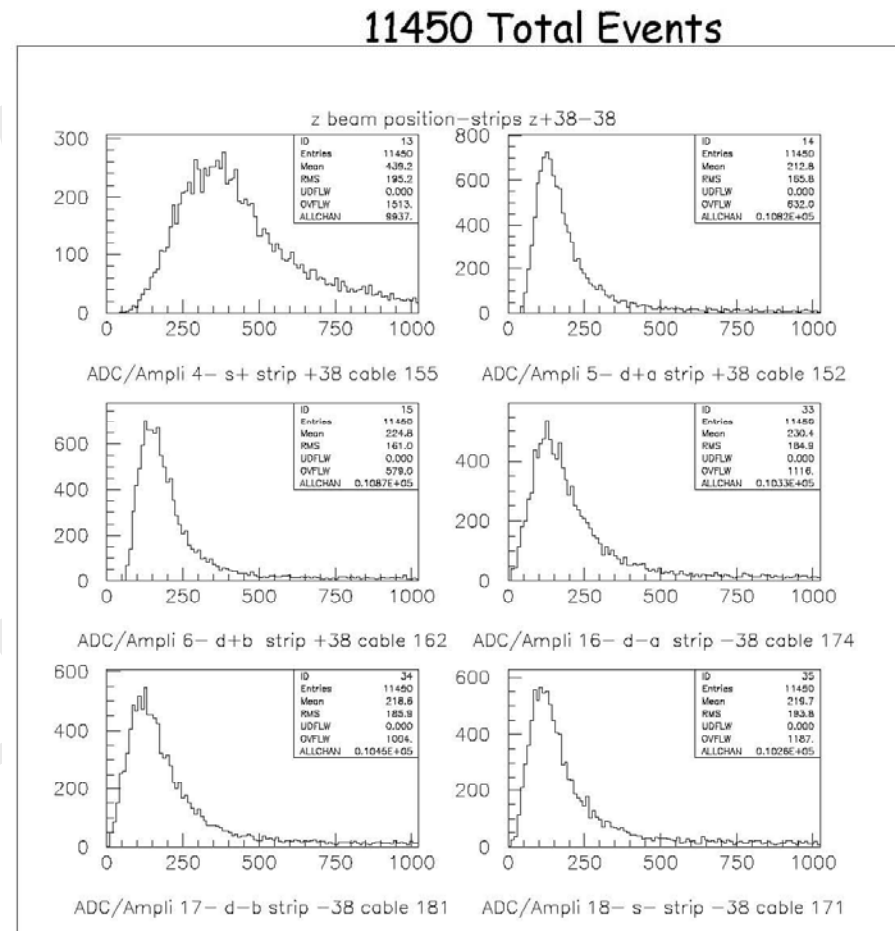 11450 Total Events
z beam position-strips z+38-38
ID 13
Entries 11450
Mean 439.2
RMS 195.2
UDFLW 0.000
OVFLW 1513.
ALLCHAN 9937.
300
200
100
0
0 250 500 750 1000
ADC/Ampli 4- s+ strip +38 cable 155
ID 14
Entries 11450
Mean 212.8
RMS 165.8
UDFLW 0.000
OVFLW 632.0
ALLCHAN 0.1082E+05
800
600
400
200
0
0 250 500 750 1000
ADC/Ampli 5- d+a strip +38 cable 152
ID 15
Entries 11450
Mean 224.8
RMS 161.0
UDFLW 0.000
OVFLW 579.0
ALLCHAN 0.1087E+05
600
400
200
0
0 250 500 750 1000
ADC/Ampli 6- d+b strip +38 cable 162
ID 33
Entries 11450
Mean 230.4
RMS 184.9
UDFLW 0.000
OVFLW 1116.
ALLCHAN 0.1033E+05
400
200
0
0 250 500 750 1000
ADC/Ampli 16- d-a strip -38 cable 174
ID 34
Entries 11450
Mean 218.6
RMS 185.9
UDFLW 0.000
OVFLW 1004.
ALLCHAN 0.1045E+05
600
400
200
0
0 250 500 750 1000
ADC/Ampli 17- d-b strip -38 cable 181
ID 35
Entries 11450
Mean 219.7
RMS 193.8
UDFLW 0.000
OVFLW 1187.
ALLCHAN 0.1026E+05
600
400
200
0
0 250 500 750 1000
ADC/Ampli 18- s- strip -38 cable 171